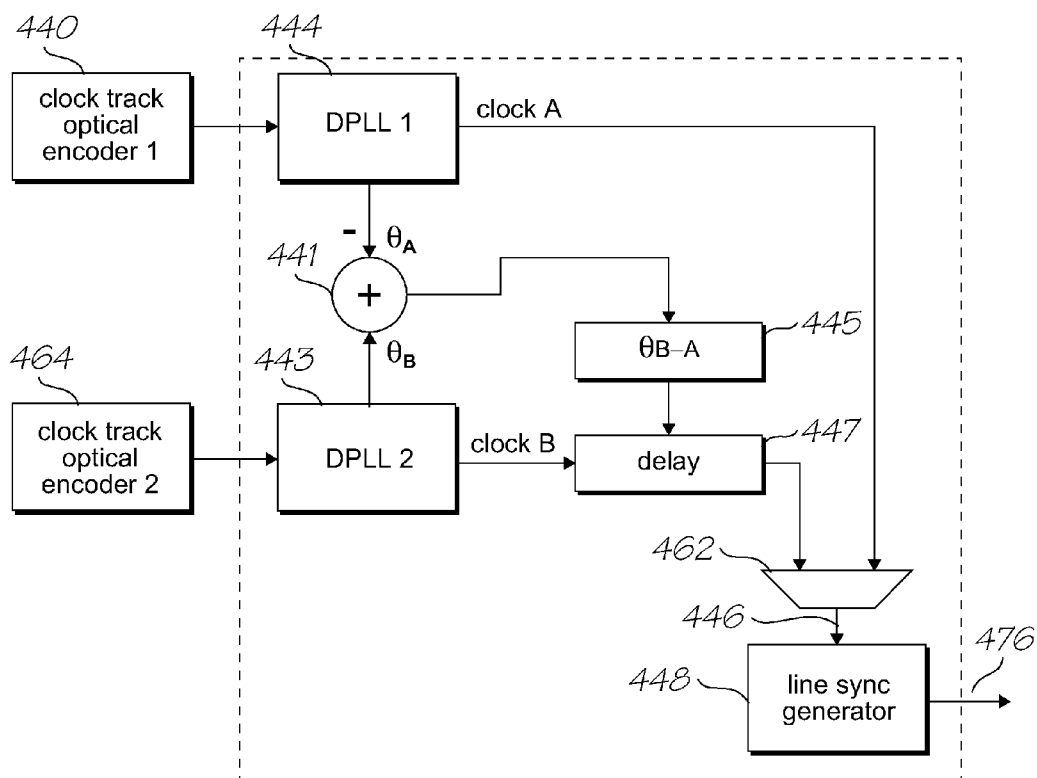 440
clock track
optical
encoder 1
444
DPLL 1
clock A
- θA
441
+
θB
445
θB–A
464
clock track
optical
encoder 2
443
DPLL 2
clock B
447
delay
462
446
448
line sync
generator
476